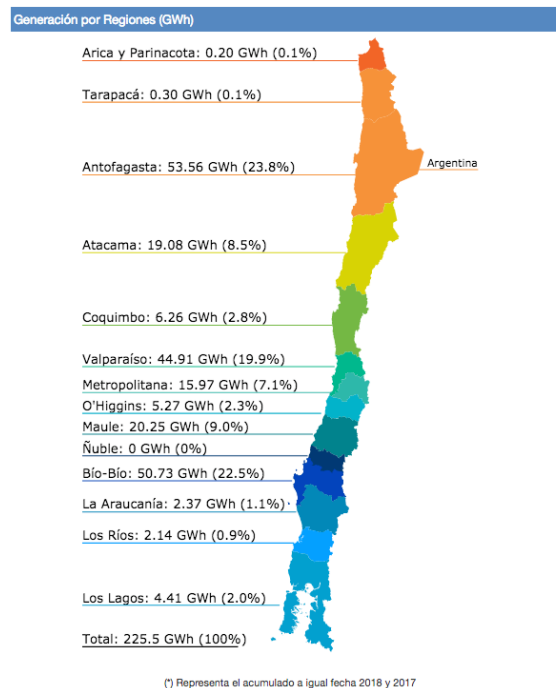 Generación por Regiones (GWh)
Arica y Parinacota: 0.20 GWh (0.1%)
Tarapacá: 0.30 GWh (0.1%)
Antofagasta: 53.56 GWh (23.8%)
Argentina
Atacama: 19.08 GWh (8.5%)
Coquimbo: 6.26 GWh (2.8%)
Valparaíso: 44.91 GWh (19.9%)
Metropolitana: 15.97 GWh (7.1%)
O'Higgins: 5.27 GWh (2.3%)
Maule: 20.25 GWh (9.0%)
Ñuble: 0 GWh (0%)
Bío-Bío: 50.73 GWh (22.5%)
La Araucanía: 2.37 GWh (1.1%)
Los Ríos: 2.14 GWh (0.9%)
Los Lagos: 4.41 GWh (2.0%)
Total: 225.5 GWh (100%)
(*) Representa el acumulado a igual fecha 2018 y 2017